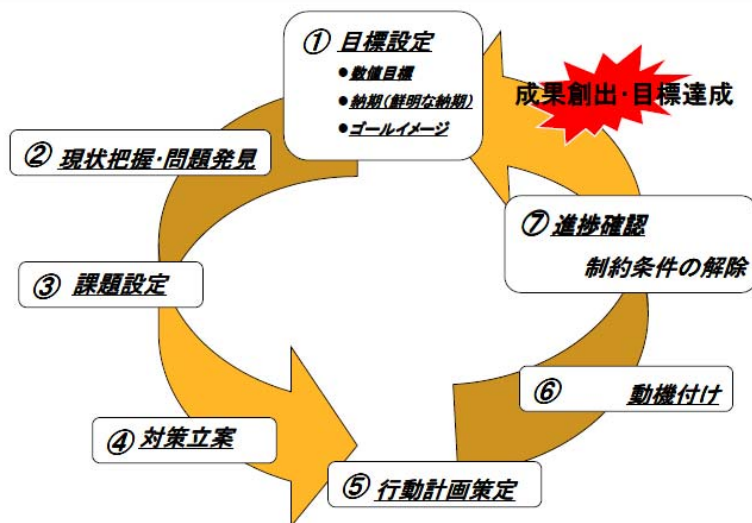 ① 目標設定
●数値目標
●納期(鮮明な納期)
●ゴールイメージ
成果創出・目標達成
② 現状把握・問題発見
③ 課題設定
④ 対策立案
⑤ 行動計画策定
⑥ 動機付け
⑦ 進捗確認
制約条件の解除